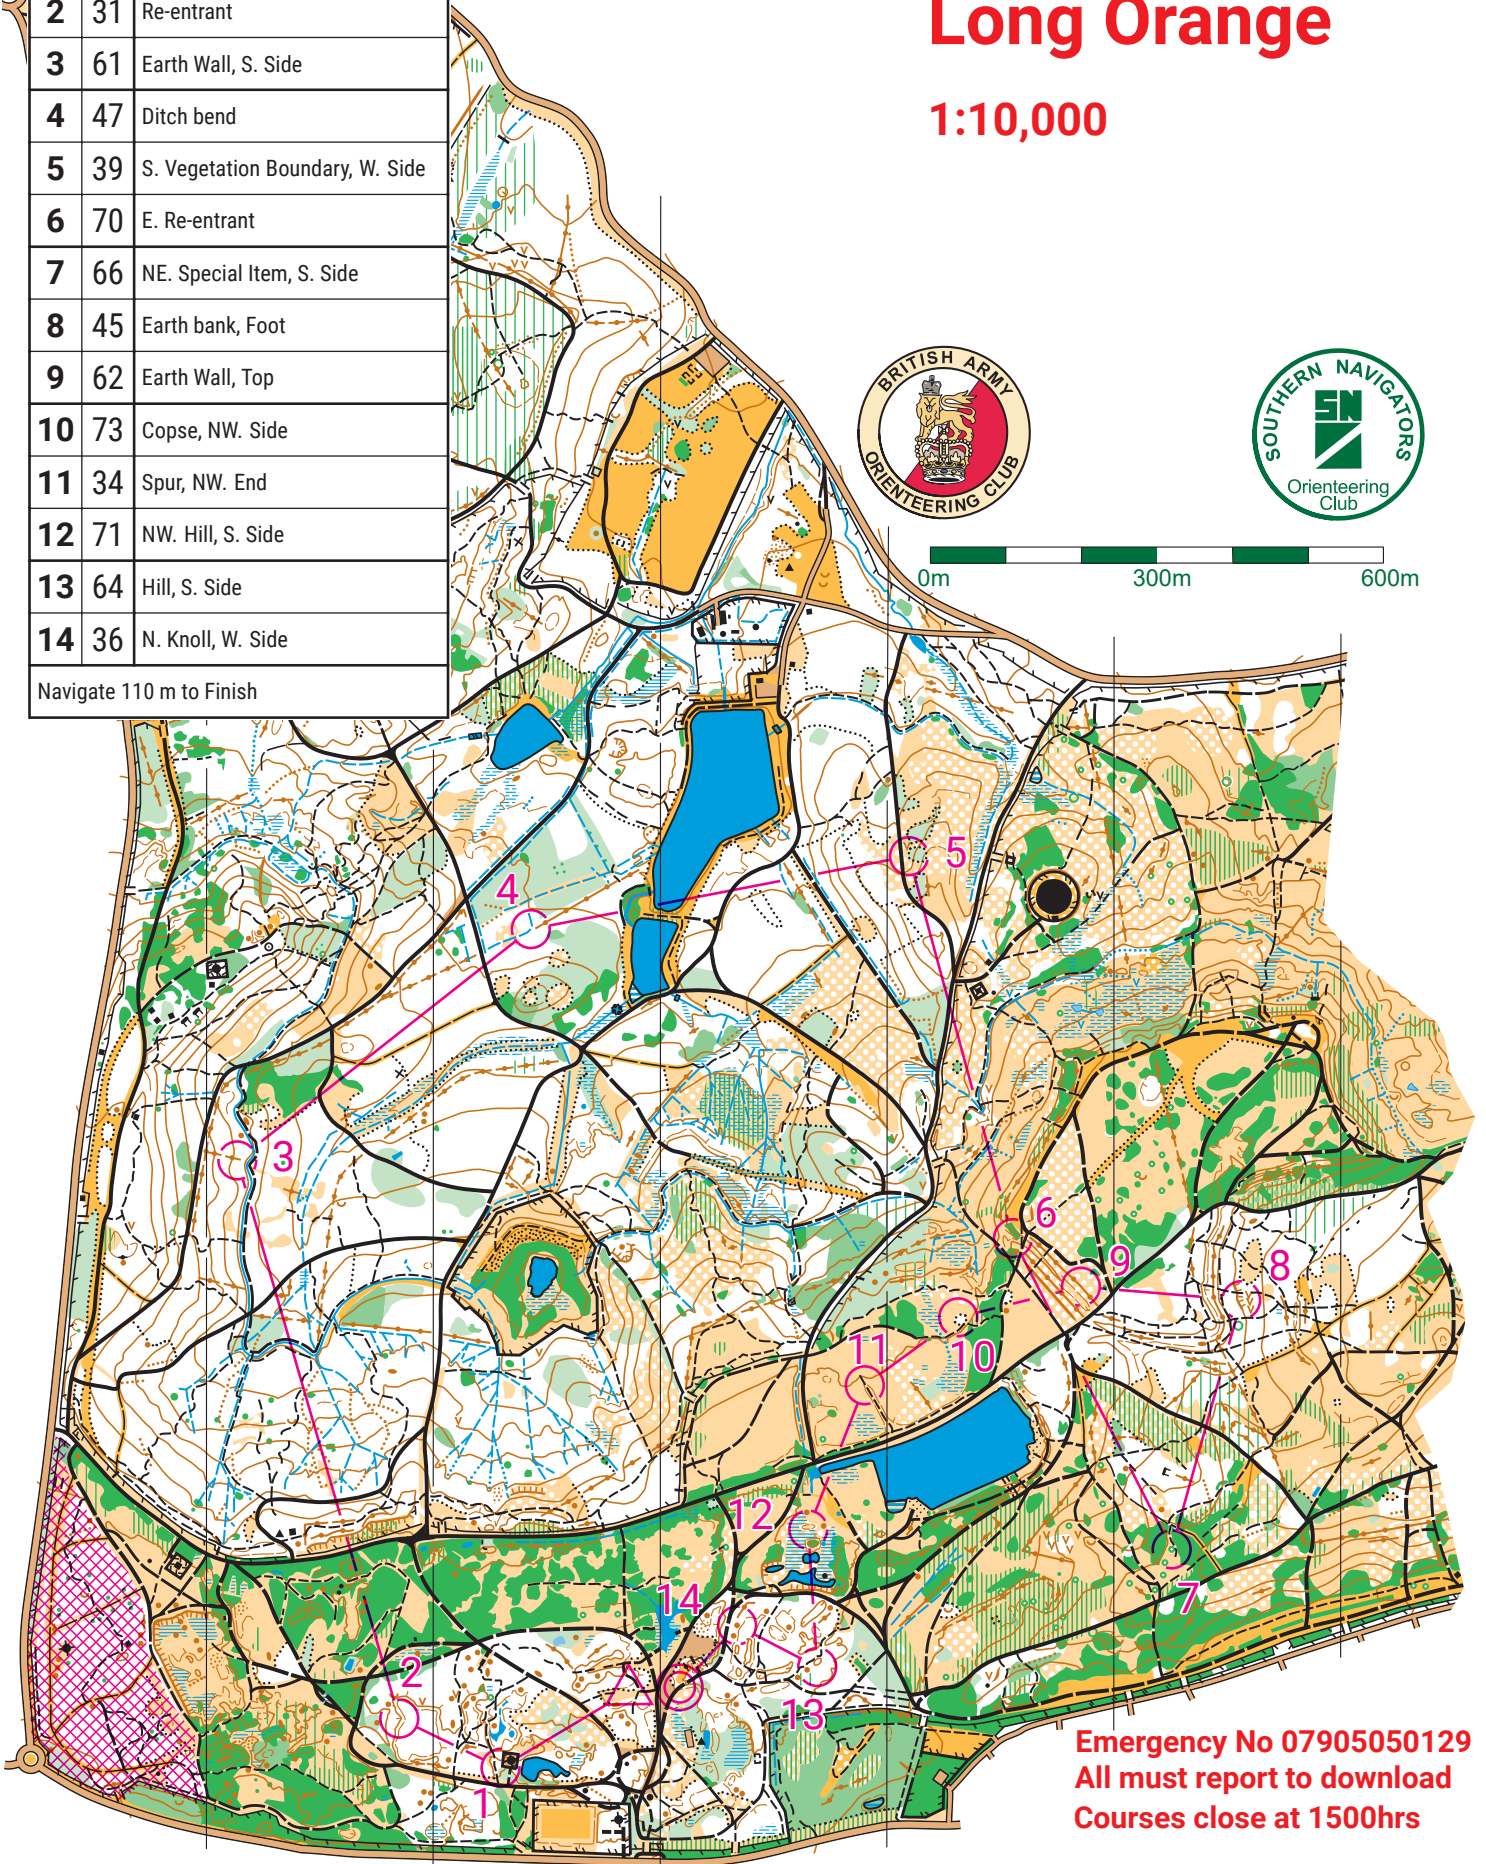 Long Orange
1:10,000
2 31 Re-entrant
3 61 Earth Wall, S. Side
4 47 Ditch bend
5 39 S. Vegetation Boundary, W. Side
6 70 E. Re-entrant
7 66 NE. Special Item, S. Side
8 45 Earth bank, Foot
9 62 Earth Wall, Top
10 73 Copse, NW. Side
11 34 Spur, NW. End
12 71 NW. Hill, S. Side
13 64 Hill, S. Side
14 36 N. Knoll, W. Side
Navigate 110 m to Finish
BRITISH ARMY
ORIENTEERING CLUB
SOUTHERN NAVIGATORS
SN
Orienteering
Club
0m 300m 600m
5
4
3
6
9
8
10
11
12
14
7
2
13
1
Emergency No 07905050129
All must report to download
Courses close at 1500hrs